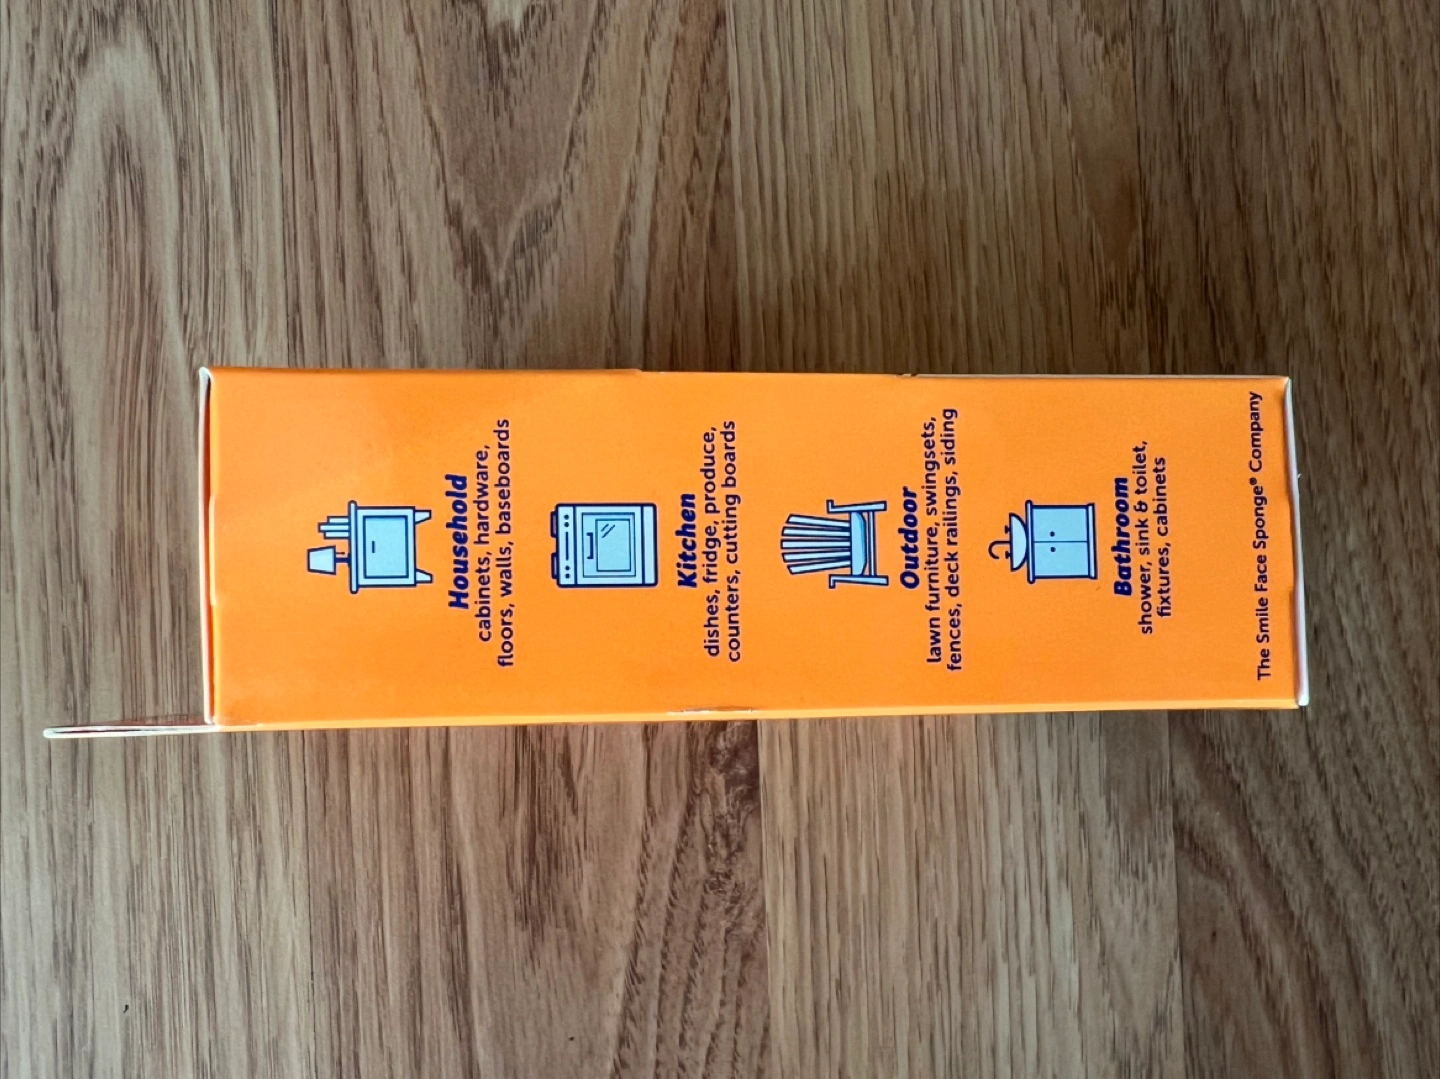 Household
cabinets, hardware,
floors, walls, baseboards
Kitchen
dishes, fridge, produce,
counters, cutting boards
Outdoor
lawn furniture, swingsets,
fences, deck railings, siding
Bathroom
shower, sink & toilet,
fixtures, cabinets
The Smile Face Sponge® Company